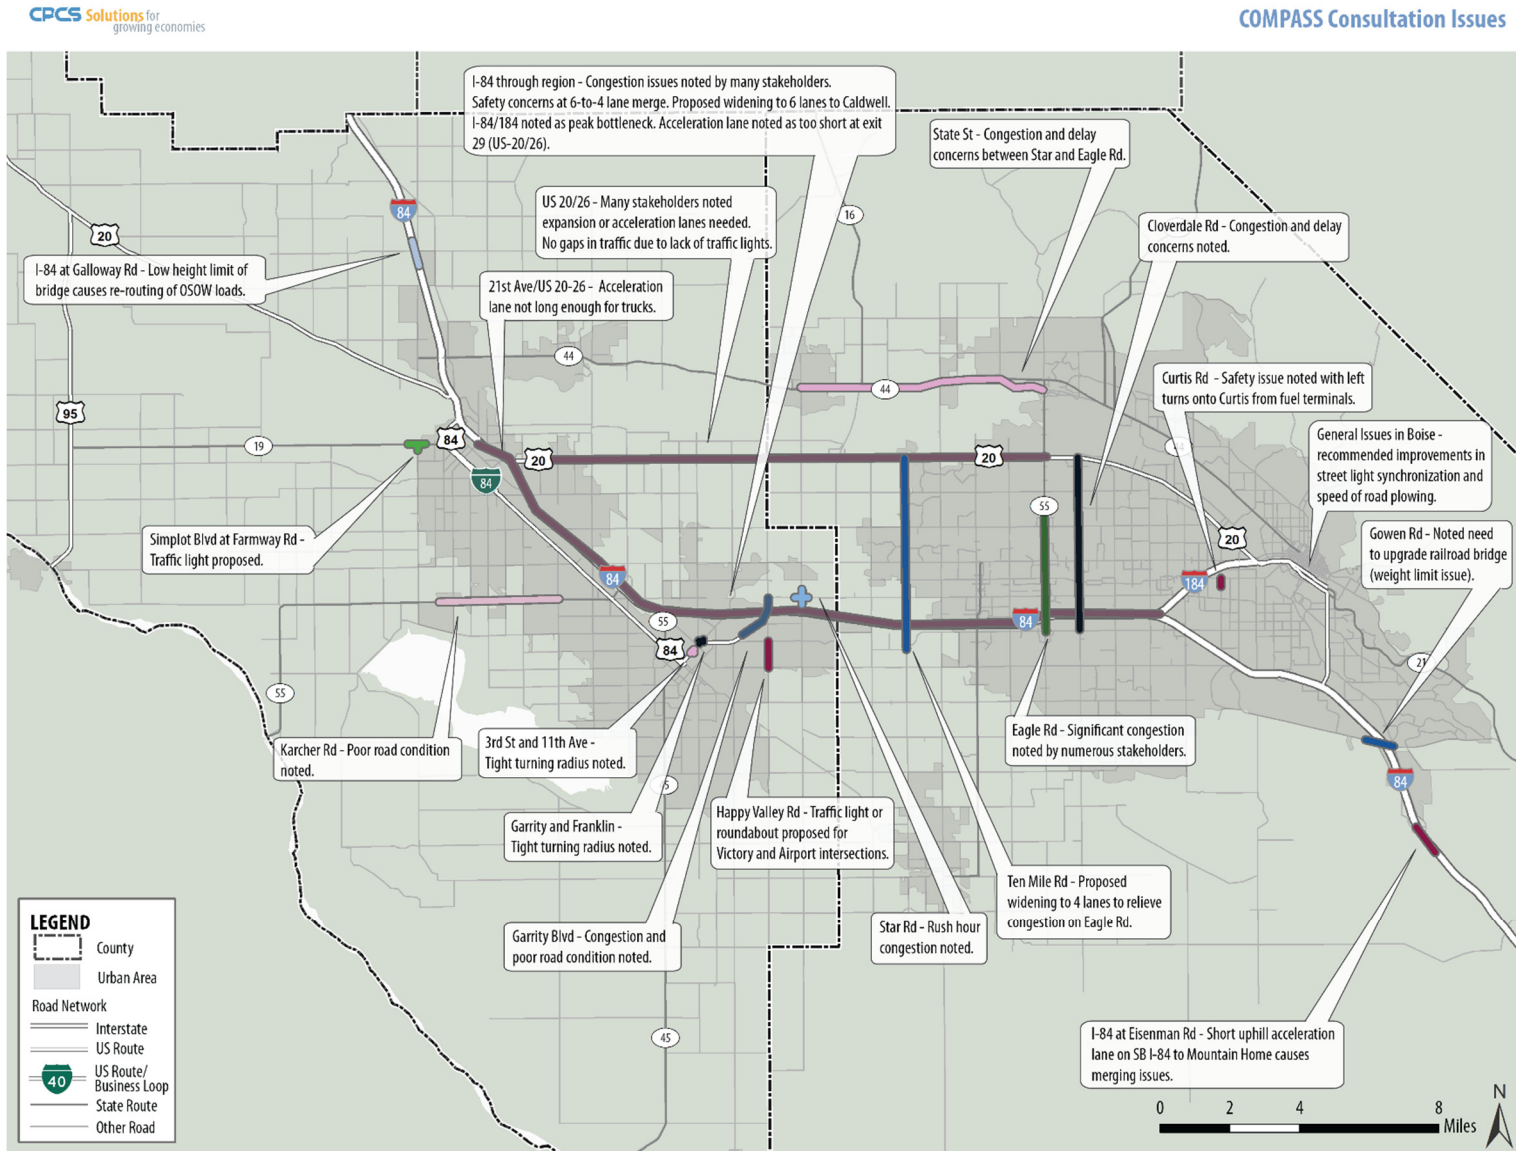 CPCS Solutions for
growing economies
COMPASS Consultation Issues
I-84 through region - Congestion issues noted by many stakeholders.
Safety concerns at 6-to-4 lane merge. Proposed widening to 6 lanes to Caldwell.
I-84/184 noted as peak bottleneck. Acceleration lane noted as too short at exit
29 (US-20/26).
State St - Congestion and delay
concerns between Star and Eagle Rd.
US 20/26 - Many stakeholders noted
expansion or acceleration lanes needed.
No gaps in traffic due to lack of traffic lights.
Cloverdale Rd - Congestion and delay
concerns noted.
84
16
20
I-84 at Galloway Rd - Low height limit of
bridge causes re-routing of OSOW loads.
21st Ave/US 20-26 - Acceleration
lane not long enough for trucks.
44
44
Curtis Rd - Safety issue noted with left
turns onto Curtis from fuel terminals.
95
19
84
20
20
44
General Issues in Boise -
recommended improvements in
street light synchronization and
speed of road plowing.
84
55
Simplot Blvd at Farmway Rd -
Traffic light proposed.
20
Gowen Rd - Noted need
to upgrade railroad bridge
(weight limit issue).
84
184
55
84
84
21
55
Karcher Rd - Poor road condition
noted.
3rd St and 11th Ave -
Tight turning radius noted.
Eagle Rd - Significant congestion
noted by numerous stakeholders.
84
Garrity and Franklin -
Tight turning radius noted.
Happy Valley Rd - Traffic light or
roundabout proposed for
Victory and Airport intersections.
Ten Mile Rd - Proposed
widening to 4 lanes to relieve
congestion on Eagle Rd.
Star Rd - Rush hour
congestion noted.
Garrity Blvd - Congestion and
poor road condition noted.
45
I-84 at Eisenman Rd - Short uphill acceleration
lane on SB I-84 to Mountain Home causes
merging issues.
LEGEND
County
Urban Area
Road Network
Interstate
US Route
40
US Route/
Business Loop
State Route
Other Road
N
0 2 4 8
Miles